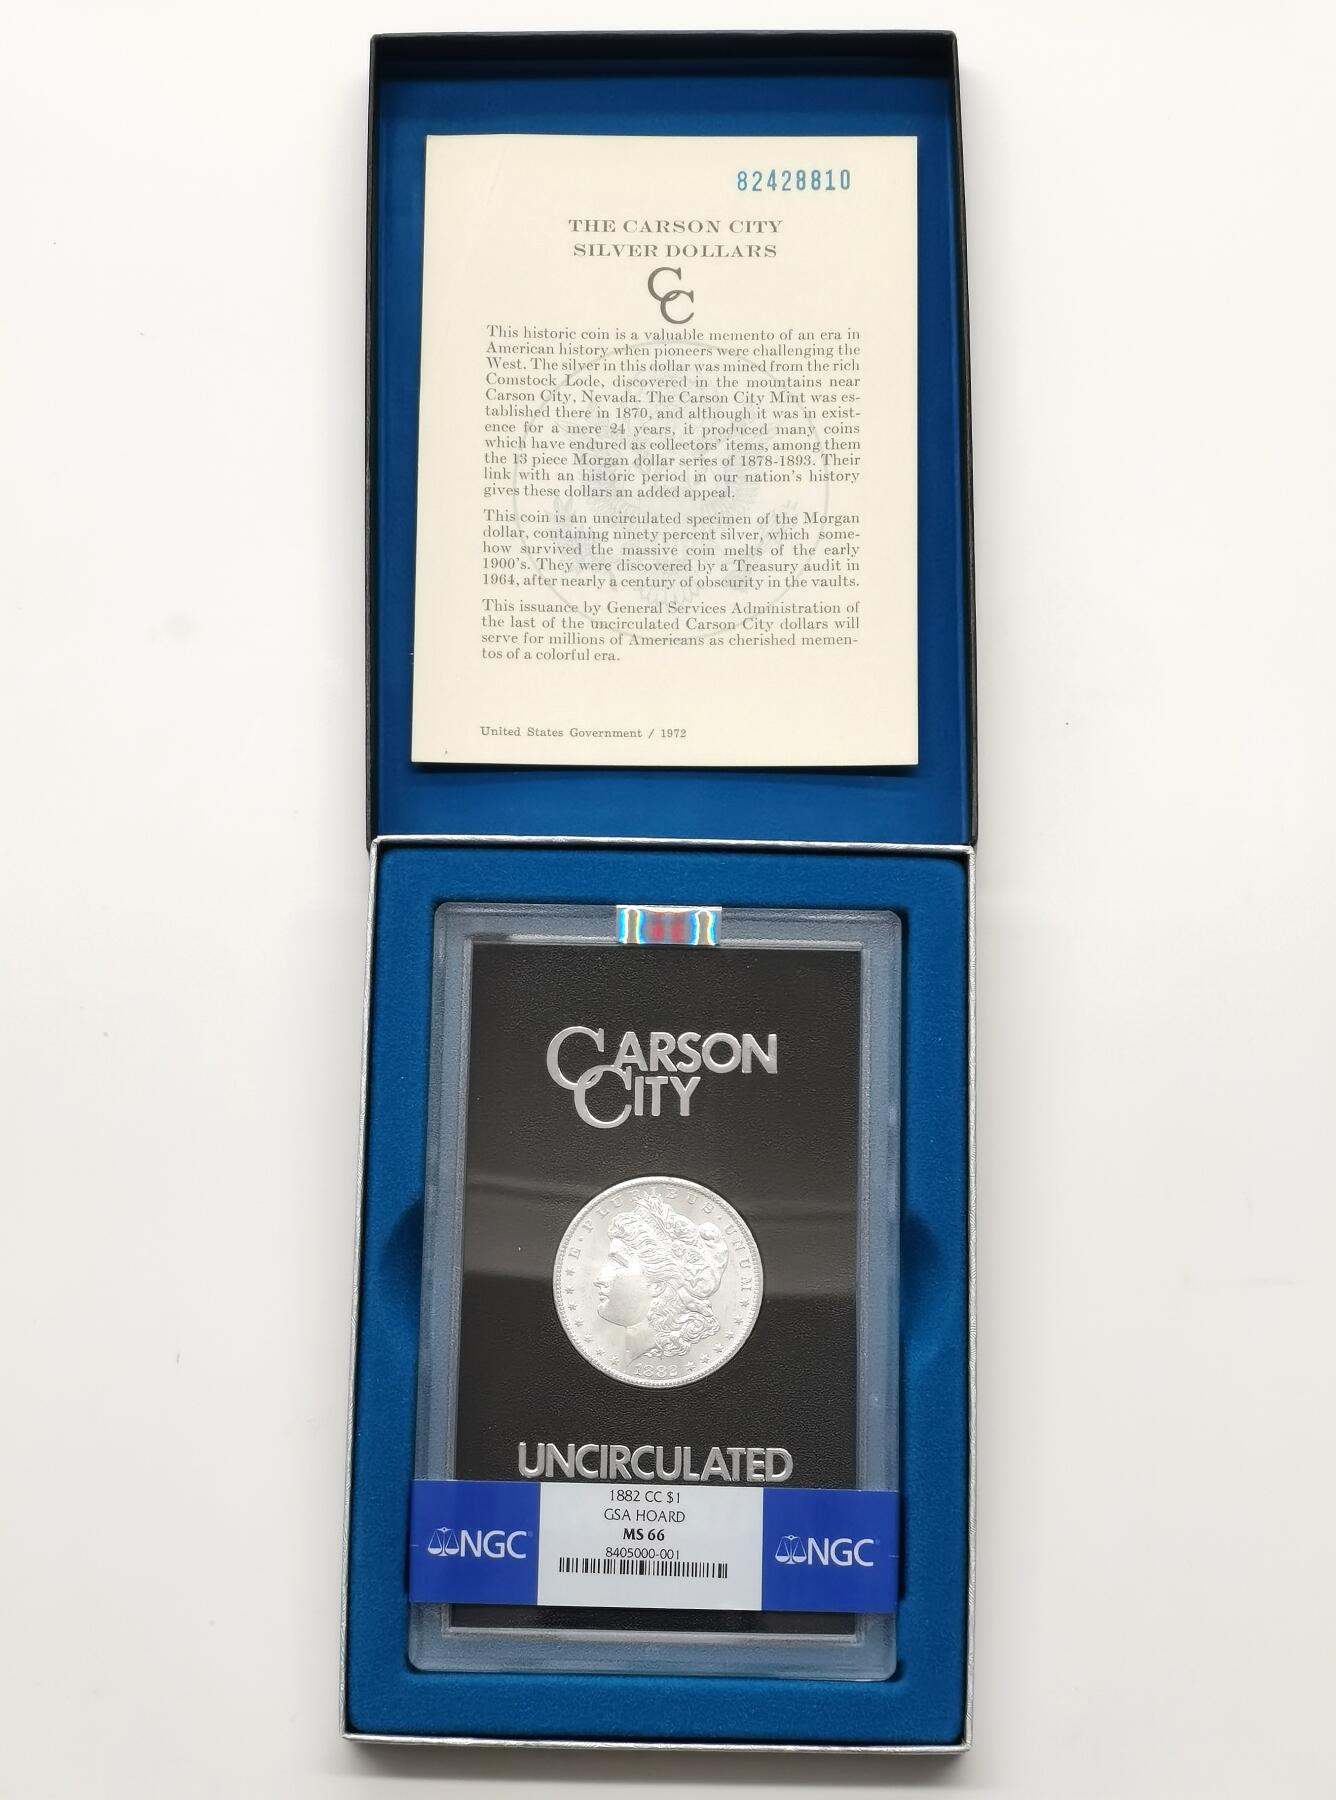 82428810
THE CARSON CITY
SILVER DOLLARS
CC
This historic coin is a valuable memento of an era in
American history when pioneers were challenging the
West. The silver in this dollar was mined from the rich
Comstock Lode, discovered in the mountains near
Carson City, Nevada. The Carson City Mint was es-
tablished there in 1870, and although it was in exist-
ence for a mere 24 years, it produced many coins
which have endured as collectors' items, among them
the 13 piece Morgan dollar series of 1878-1893. Their
link with an historic period in our nation's history
gives these dollars an added appeal.
This coin is an uncirculated specimen of the Morgan
dollar, containing ninety percent silver, which some-
how survived the massive coin melts of the early
1900's. They were discovered by a Treasury audit in
1964, after nearly a century of obscurity in the vaults.
This issuance by General Services Administration of
the last of the uncirculated Carson City dollars will
serve for millions of Americans as cherished memen-
tos of a colorful era.
United States Government / 1972
CARSON
CITY
E · PLURIBUS · UNUM
1882
UNCIRCULATED
1882 CC $1
GSA HOARD
MS 66
8405000-001
NGC
NGC